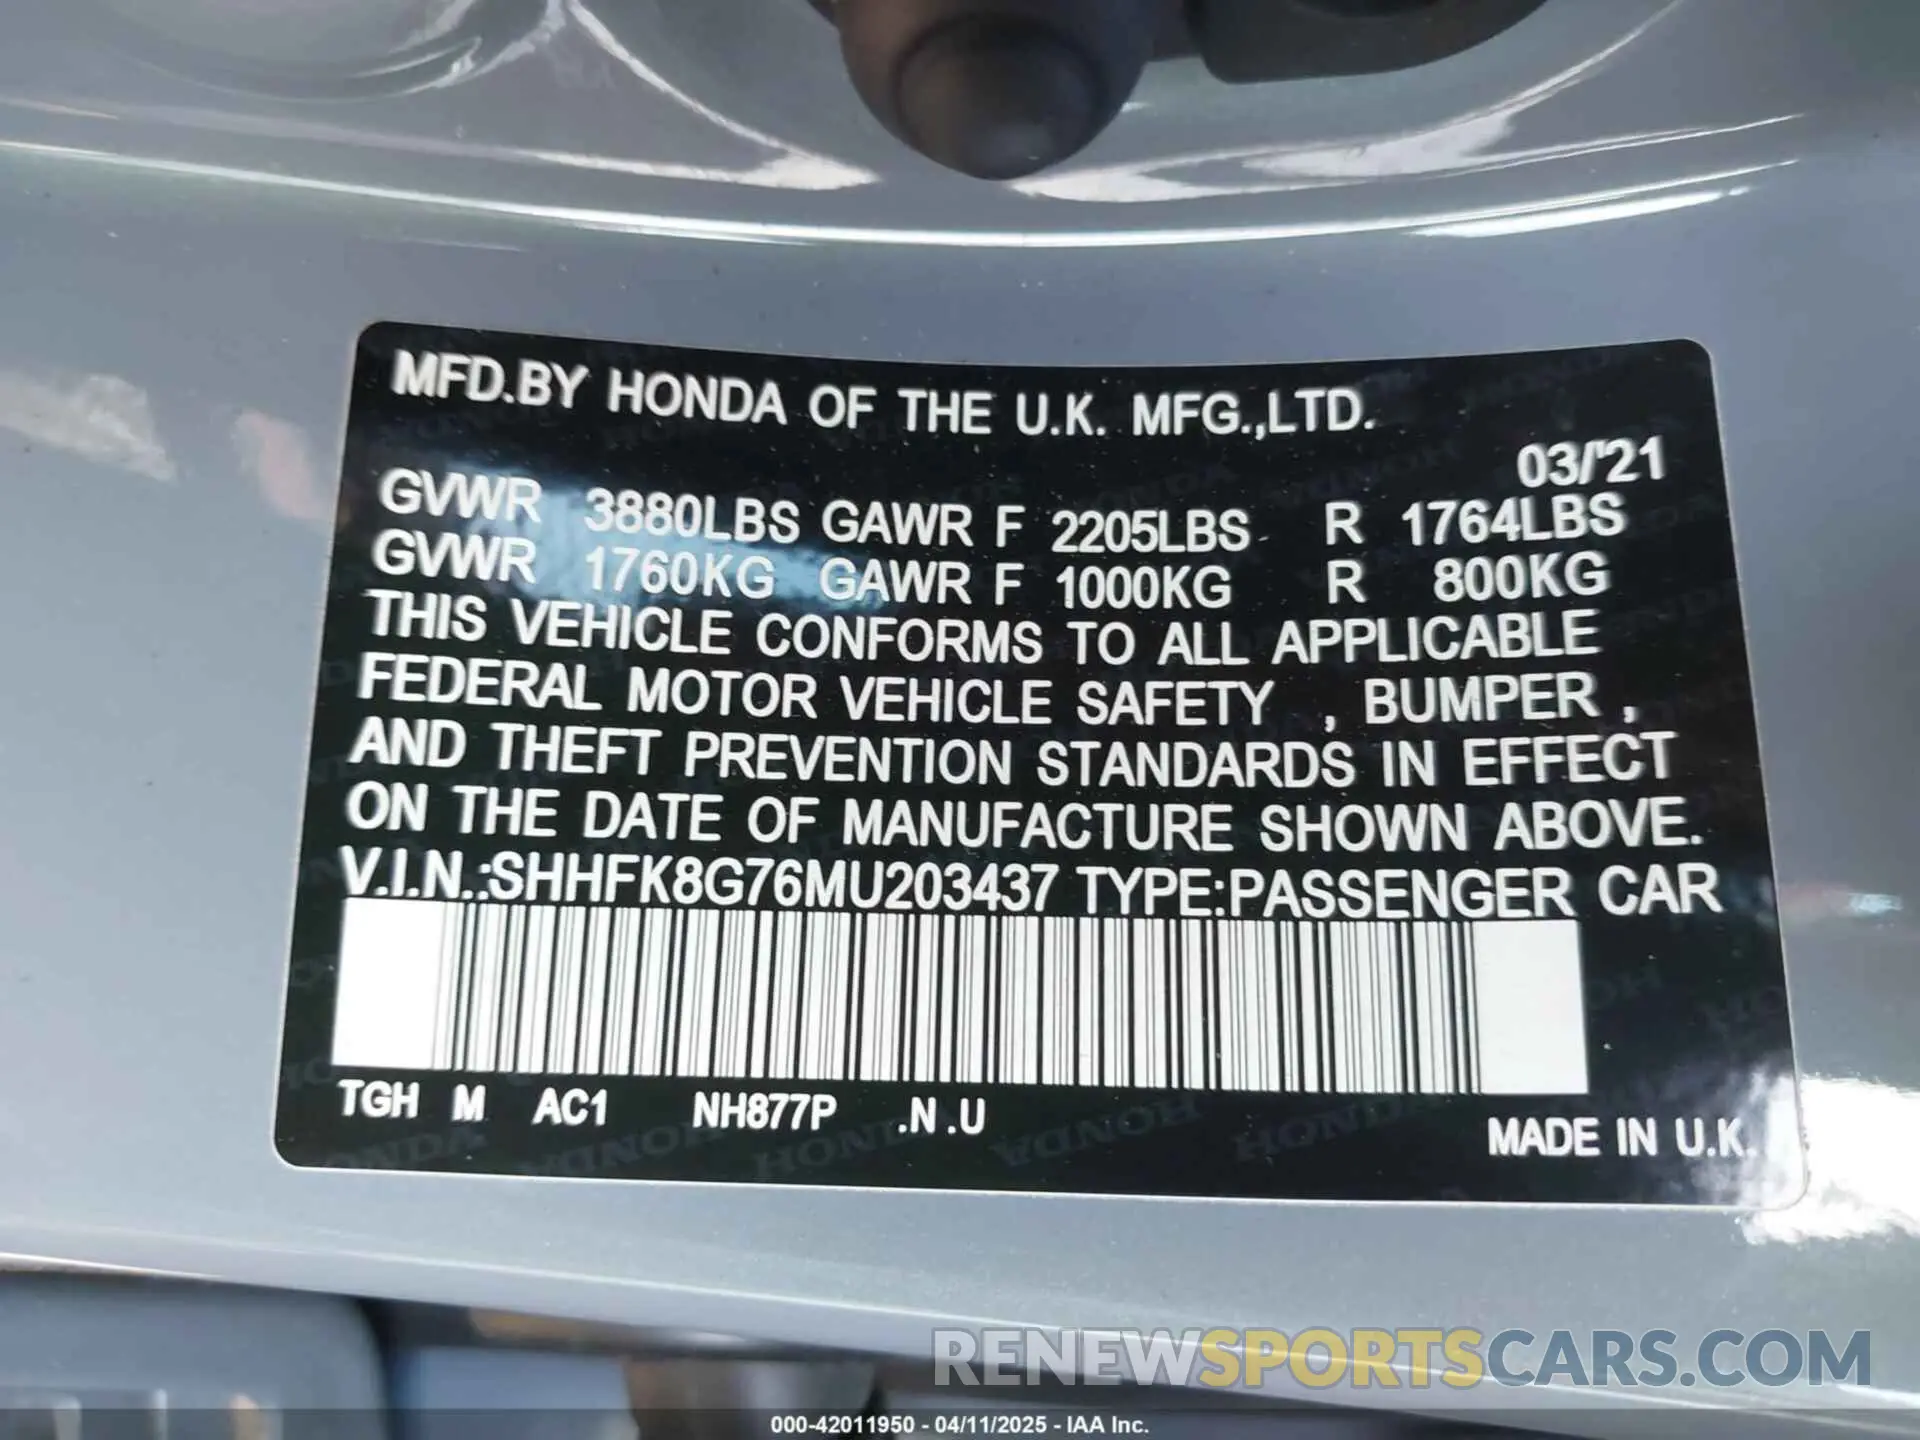 MFD.BY HONDA OF THE U.K. MFG.,LTD.
03/'21
GVWR 3880LBS GAWR F 2205LBS R 1764LBS
GVWR 1760KG GAWR F 1000KG R 800KG
THIS VEHICLE CONFORMS TO ALL APPLICABLE
FEDERAL MOTOR VEHICLE SAFETY , BUMPER ,
AND THEFT PREVENTION STANDARDS IN EFFECT
ON THE DATE OF MANUFACTURE SHOWN ABOVE.
V.I.N.:SHHFK8G76MU203437 TYPE:PASSENGER CAR
TGH M AC1 NH877P .N .U
MADE IN U.K.
RENEWSPORTSCARS.COM
000-42011950 - 04/11/2025 - IAA Inc.